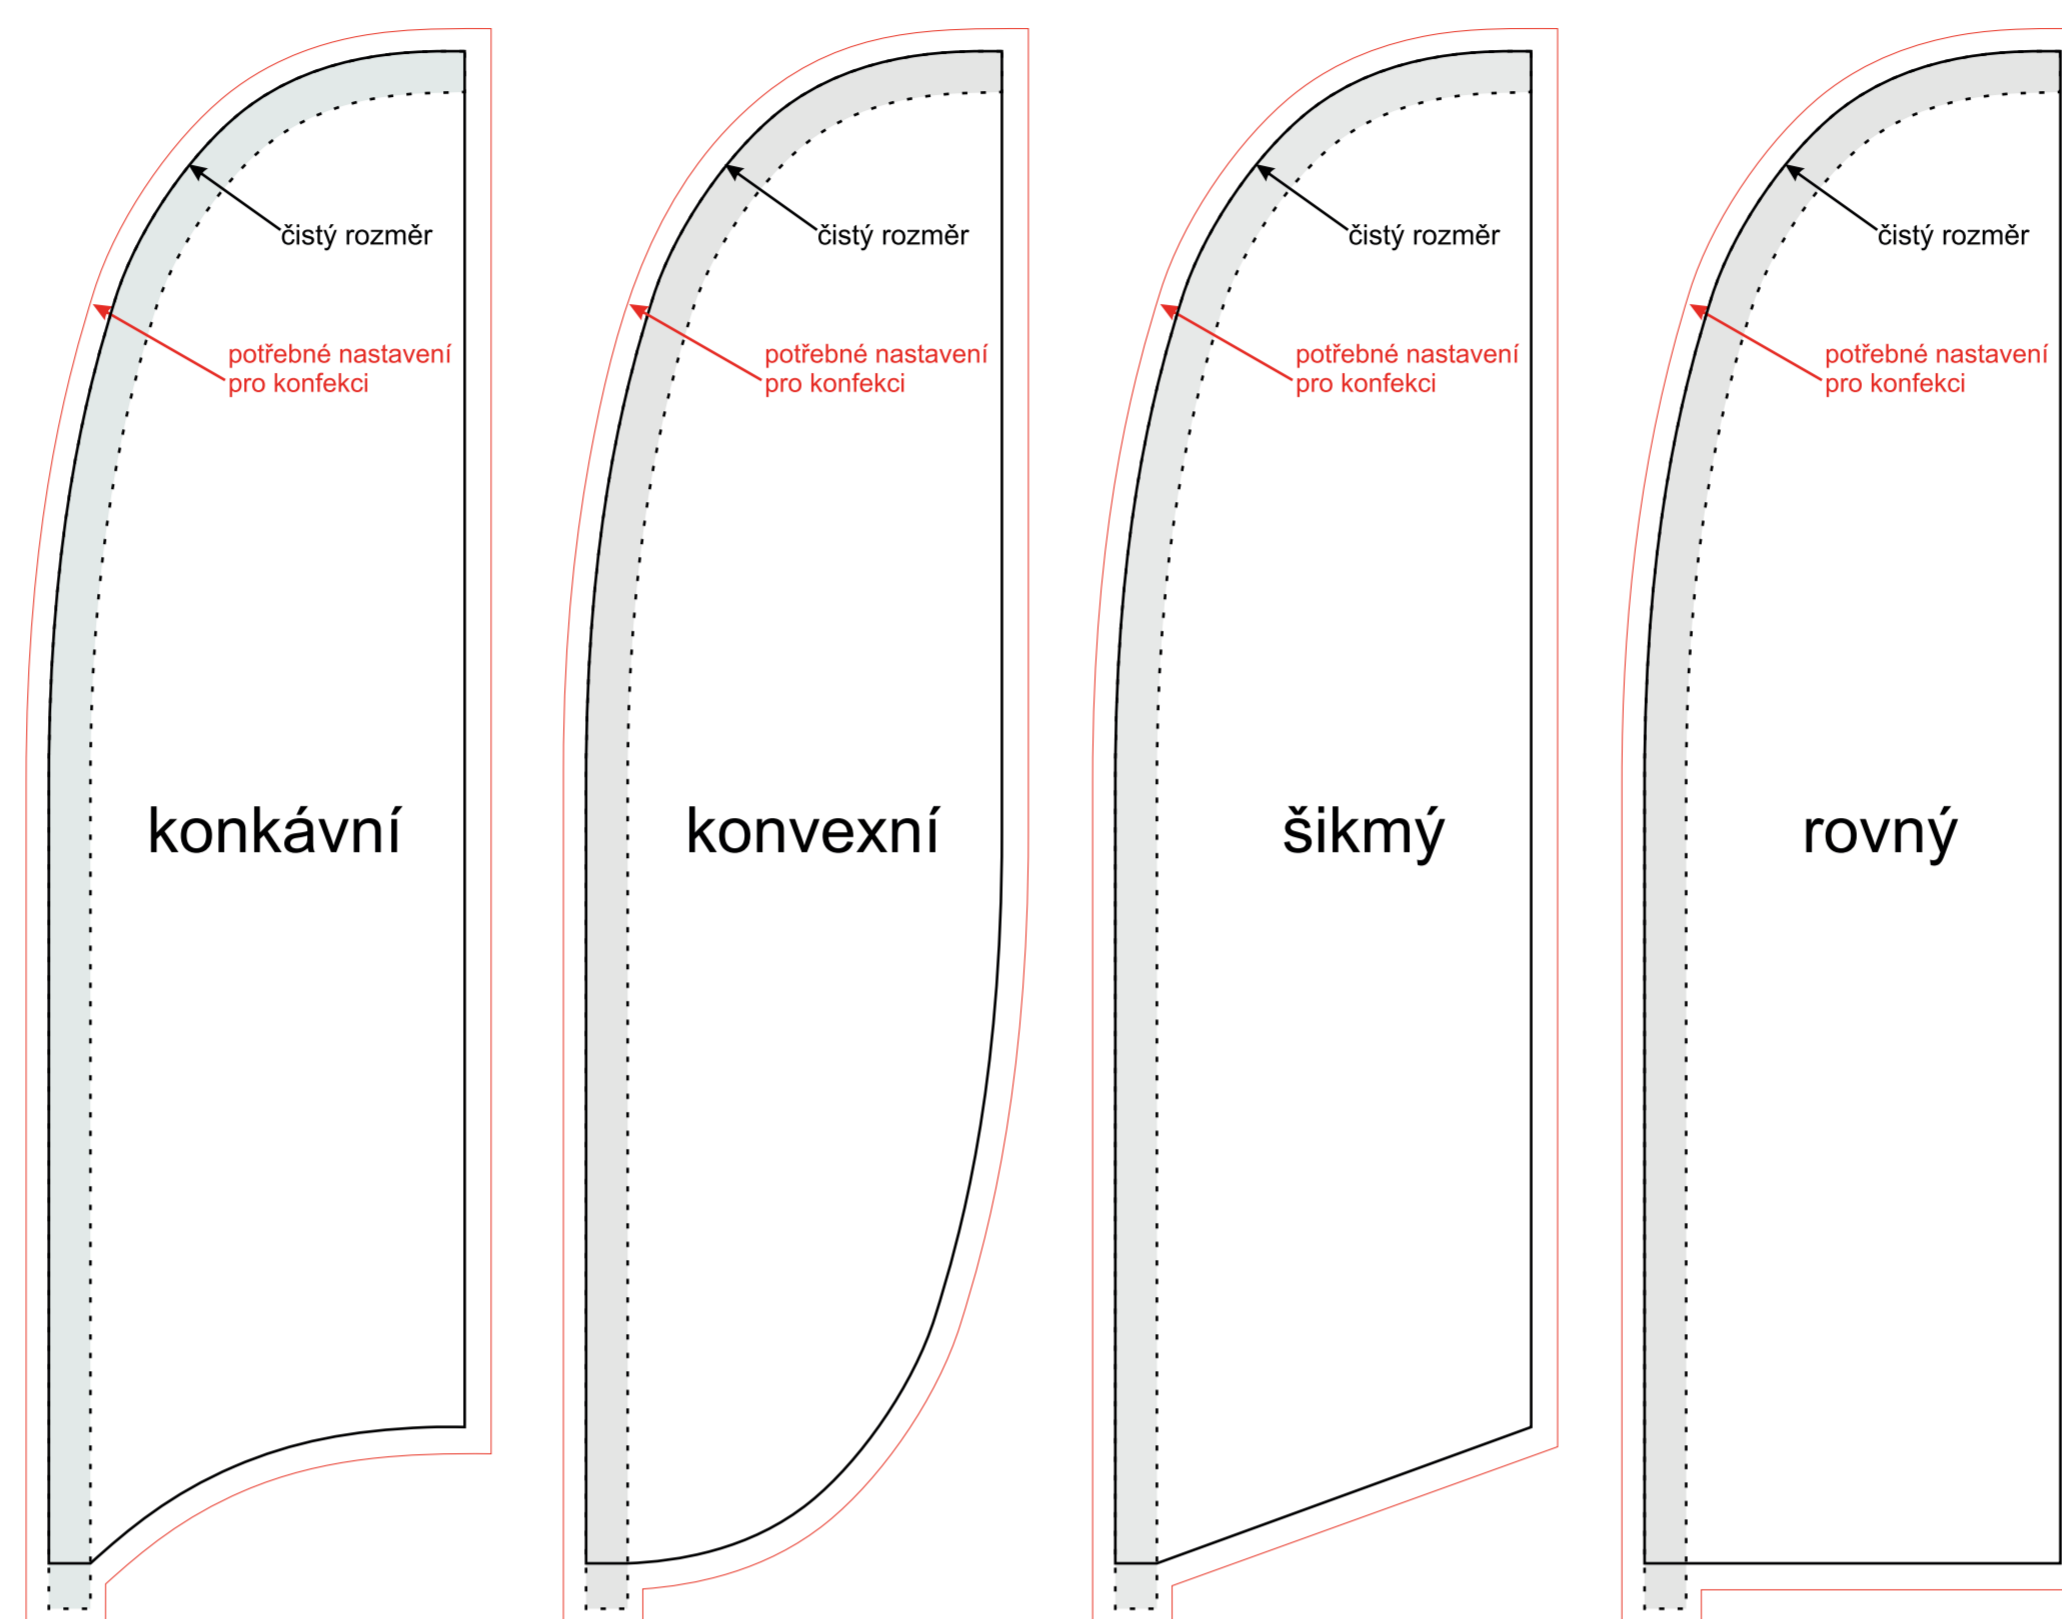 čistý rozměr
potřebné nastavení
pro konfekci
konkávní
čistý rozměr
potřebné nastavení
pro konfekci
konvexní
čistý rozměr
potřebné nastavení
pro konfekci
šikmý
čistý rozměr
potřebné nastavení
pro konfekci
rovný